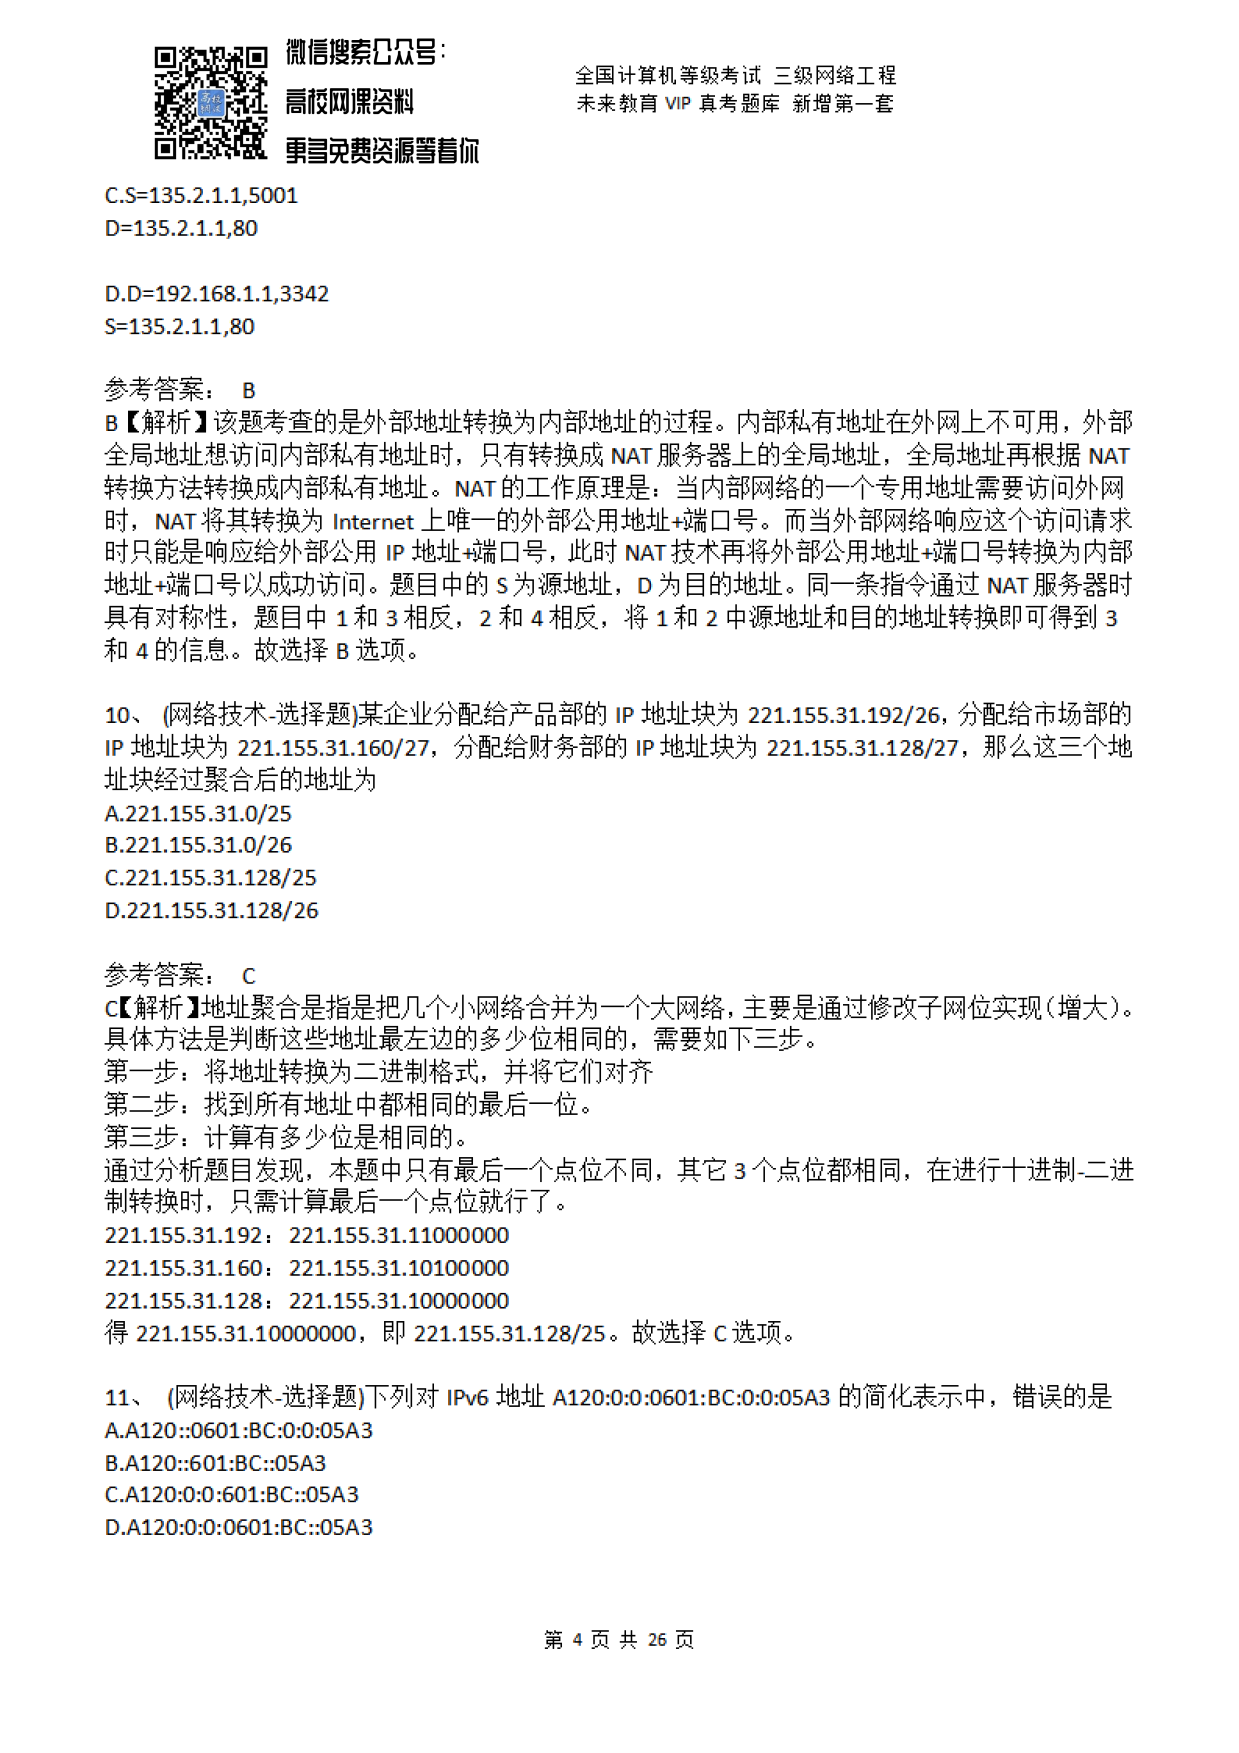 微信搜索公众号：
高校网课资料
更多免费资源等着你
全国计算机等级考试 三级网络工程
未来教育 VIP 真考题库 新增第一套
C.S=135.2.1.1,5001
D=135.2.1.1,80
D.D=192.168.1.1,3342
S=135.2.1.1,80
参考答案： B
B【解析】该题考查的是外部地址转换为内部地址的过程。内部私有地址在外网上不可用，外部
全局地址想访问内部私有地址时，只有转换成 NAT 服务器上的全局地址，全局地址再根据 NAT
转换方法转换成内部私有地址。NAT 的工作原理是：当内部网络的一个专用地址需要访问外网
时，NAT 将其转换为 Internet 上唯一的外部公用地址+端口号。而当外部网络响应这个访问请求
时只能是响应给外部公用 IP 地址+端口号，此时 NAT 技术再将外部公用地址+端口号转换为内部
地址+端口号以成功访问。题目中的 S 为源地址，D 为目的地址。同一条指令通过 NAT 服务器时
具有对称性，题目中 1 和 3 相反，2 和 4 相反，将 1 和 2 中源地址和目的地址转换即可得到 3
和 4 的信息。故选择 B 选项。
10、 (网络技术-选择题)某企业分配给产品部的 IP 地址块为 221.155.31.192/26，分配给市场部的
IP 地址块为 221.155.31.160/27，分配给财务部的 IP 地址块为 221.155.31.128/27，那么这三个地
址块经过聚合后的地址为
A.221.155.31.0/25
B.221.155.31.0/26
C.221.155.31.128/25
D.221.155.31.128/26
参考答案： C
C【解析】地址聚合是指是把几个小网络合并为一个大网络，主要是通过修改子网位实现（增大）。
具体方法是判断这些地址最左边的多少位相同的，需要如下三步。
第一步：将地址转换为二进制格式，并将它们对齐
第二步：找到所有地址中都相同的最后一位。
第三步：计算有多少位是相同的。
通过分析题目发现，本题中只有最后一个点位不同，其它 3 个点位都相同，在进行十进制-二进
制转换时，只需计算最后一个点位就行了。
221.155.31.192：221.155.31.11000000
221.155.31.160：221.155.31.10100000
221.155.31.128：221.155.31.10000000
得 221.155.31.10000000，即 221.155.31.128/25。故选择 C 选项。
11、 (网络技术-选择题)下列对 IPv6 地址 A120:0:0:0601:BC:0:0:05A3 的简化表示中，错误的是
A.A120::0601:BC:0:0:05A3
B.A120::601:BC::05A3
C.A120:0:0:601:BC::05A3
D.A120:0:0:0601:BC::05A3
第 4 页 共 26 页